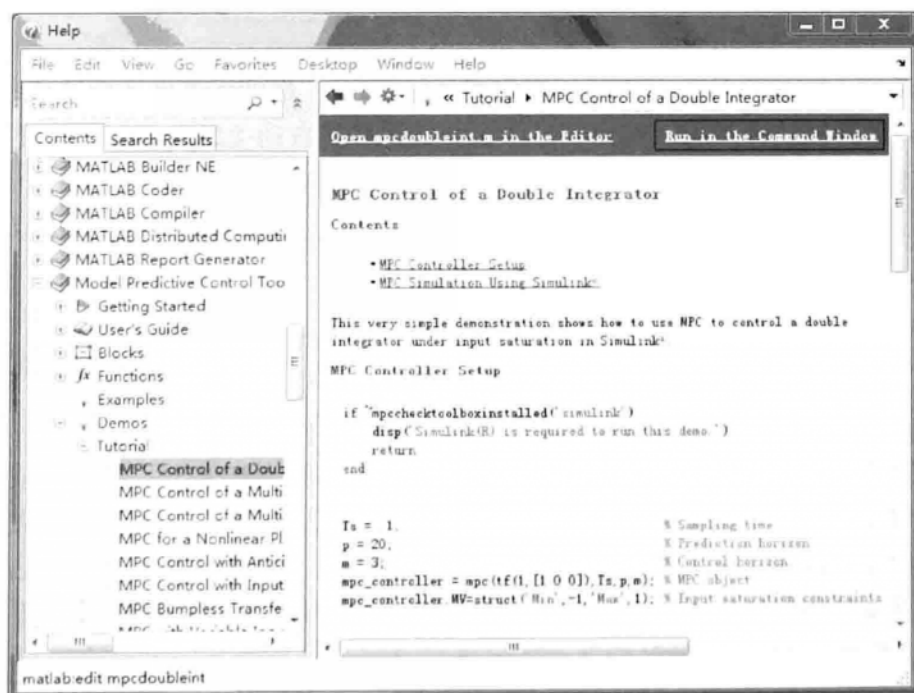 Help
File Edit View Go Favorites Desktop Window Help
Search
« Tutorial ▸ MPC Control of a Double Integrator
Contents Search Results
Open mpcdoubleint.m in the Editor Run in the Command Window
MATLAB Builder NE
MATLAB Coder
MATLAB Compiler
MATLAB Distributed Computi
MATLAB Report Generator
Model Predictive Control Too
Getting Started
User's Guide
Blocks
fx Functions
Examples
Demos
Tutorial
MPC Control of a Doub
MPC Control of a Multi
MPC Control of a Multi
MPC for a Nonlinear Pl
MPC Control with Antici
MPC Control with Input
MPC Bumpless Transfe
MPC Control of a Double Integrator
Contents
• MPC Controller Setup
• MPC Simulation Using Simulink®
This very simple demonstration shows how to use MPC to control a double
integrator under input saturation in Simulink®
MPC Controller Setup
if ~mpcchecktoolboxinstalled('simulink')
disp('Simulink(R) is required to run this demo.')
return
end
Ts = .1; % Sampling time
p = 20; % Prediction horizon
m = 3; % Control horizon
mpc_controller = mpc(tf(1,[1 0 0]),Ts,p,m); % MPC object
mpc_controller.MV=struct('Min',-1,'Max',1); % Input saturation constraints
matlab:edit mpcdoubleint